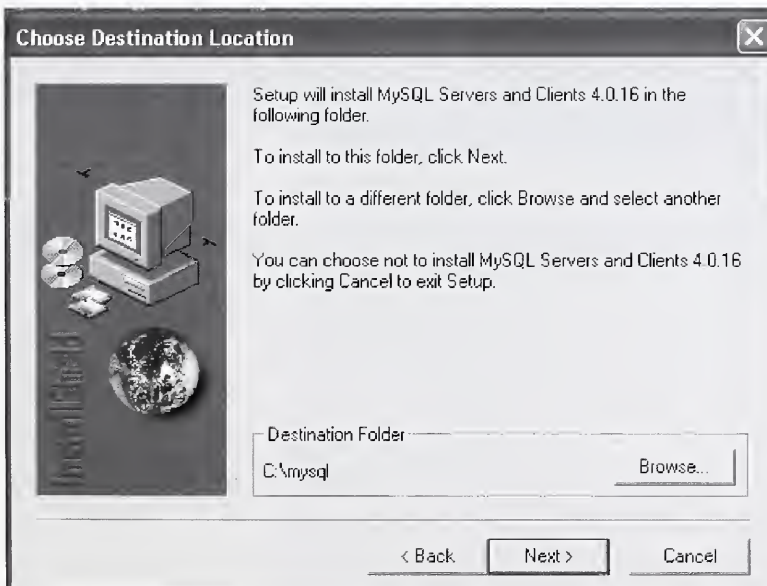 Choose Destination Location
Setup will install MySQL Servers and Clients 4.0.16 in the
following folder.
To install to this folder, click Next.
To install to a different folder, click Browse and select another
folder.
You can choose not to install MySQL Servers and Clients 4.0.16
by clicking Cancel to exit Setup.
InstallShield
Destination Folder
C:\mysql
Browse...
< Back
Next >
Cancel